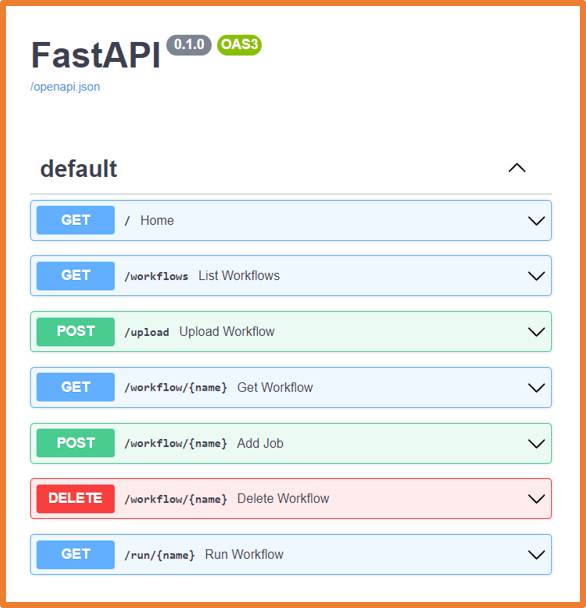 FastAPI 0.1.0 OAS3
/openapi.json
default
GET / Home
GET /workflows List Workflows
POST /upload Upload Workflow
GET /workflow/{name} Get Workflow
POST /workflow/{name} Add Job
DELETE /workflow/{name} Delete Workflow
GET /run/{name} Run Workflow